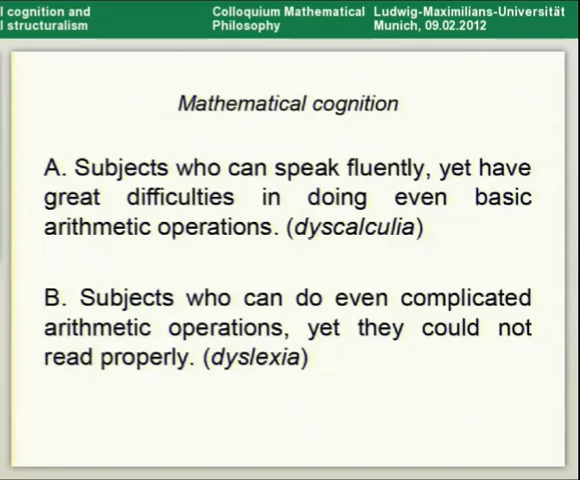 l cognition and
l structuralism
Colloquium Mathematical
Philosophy
Ludwig-Maximilians-Universität
Munich, 09.02.2012
Mathematical cognition
A. Subjects who can speak fluently, yet have
great difficulties in doing even basic
arithmetic operations. (dyscalculia)
B. Subjects who can do even complicated
arithmetic operations, yet they could not
read properly. (dyslexia)